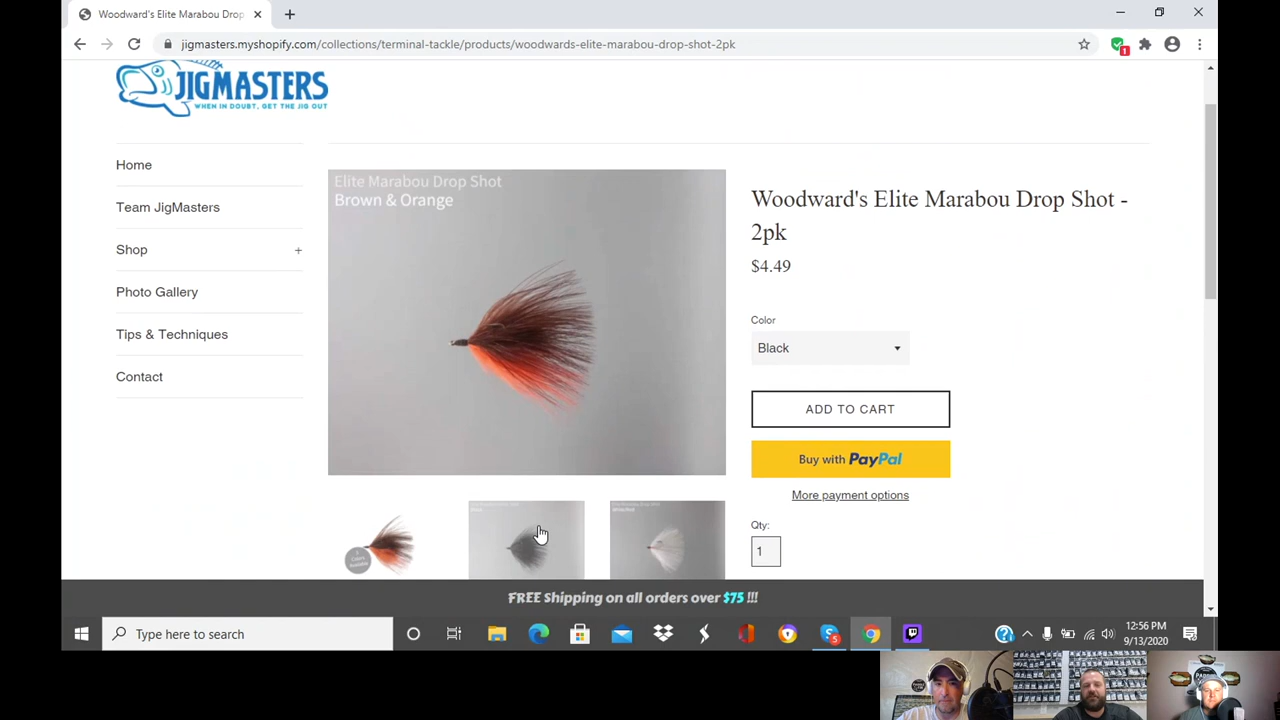 Woodward's Elite Marabou Drop
jigmasters.myshopify.com/collections/terminal-tackle/products/woodwards-elite-marabou-drop-shot-2pk
1
JIGMASTERS
WHEN IN DOUBT, GET THE JIG OUT
Home
Team JigMasters
Shop +
Photo Gallery
Tips & Techniques
Contact
Elite Marabou Drop Shot
Brown & Orange
Woodward's Elite Marabou Drop Shot -
2pk
$4.49
Color
Black
ADD TO CART
Buy with PayPal
More payment options
Qty:
1
FREE Shipping on all orders over $75 !!!
Type here to search
5
12:56 PM
9/13/2020